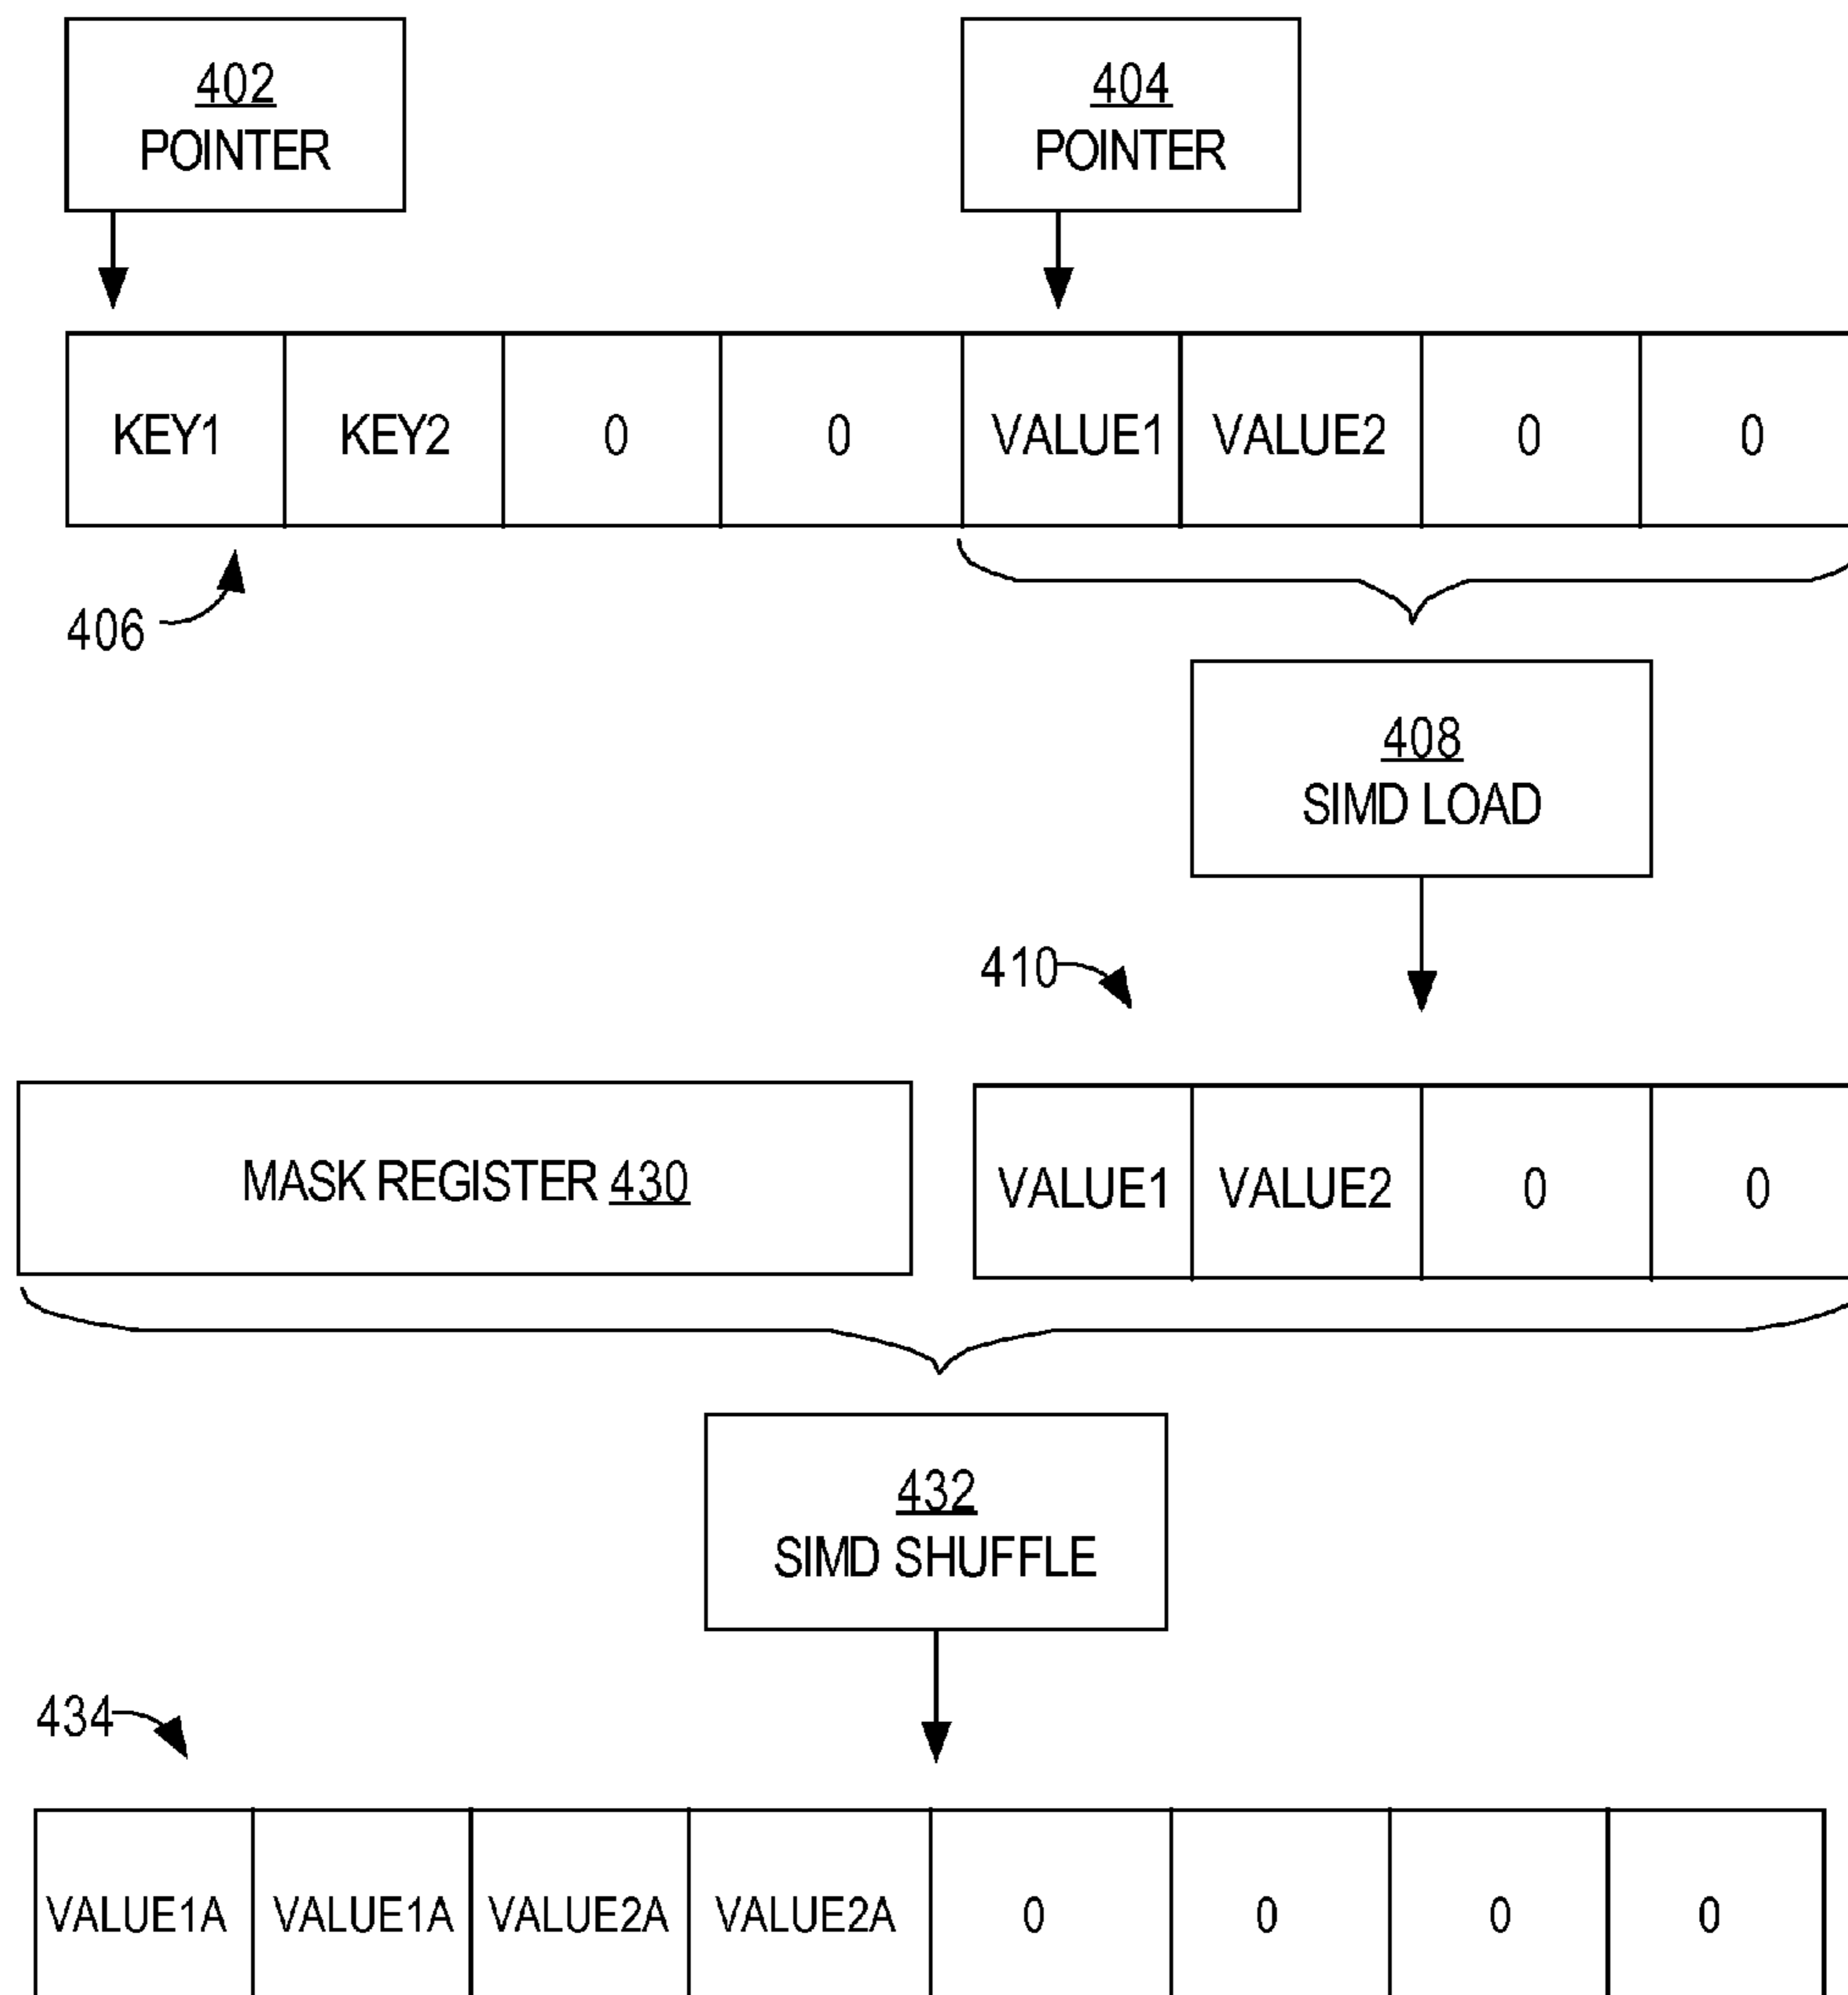 402
POINTER
404
POINTER
KEY1 KEY2 0 0 VALUE1 VALUE2 0 0
406
408
SIMD LOAD
410
MASK REGISTER 430
VALUE1 VALUE2 0 0
432
SIMD SHUFFLE
434
VALUE1A VALUE1A VALUE2A VALUE2A 0 0 0 0